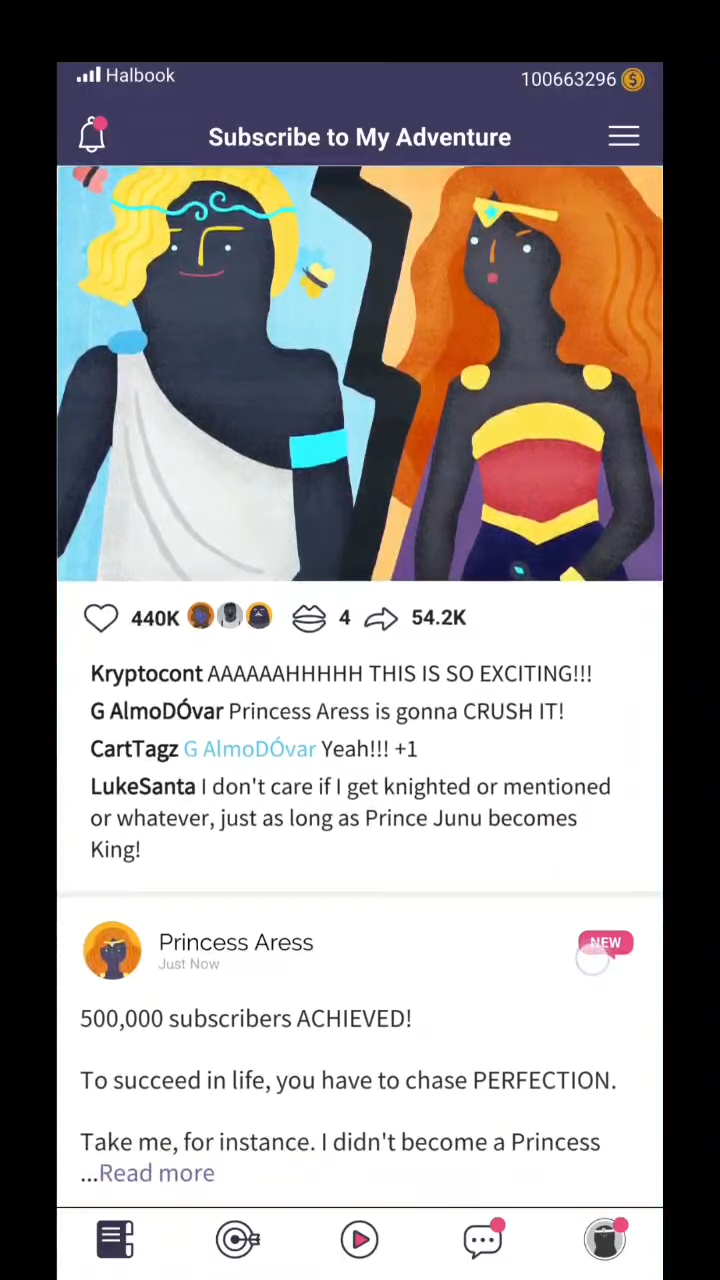 Halbook
100663296
Subscribe to My Adventure
440K
4
54.2K
Kryptocont AAAAAAHHHHH THIS IS SO EXCITING!!!
G AlmoDÓvar Princess Aress is gonna CRUSH IT!
CartTagz G AlmoDÓvar Yeah!!! +1
LukeSanta I don't care if I get knighted or mentioned
or whatever, just as long as Prince Junu becomes
King!
Princess Aress
NEW
Just Now
500,000 subscribers ACHIEVED!
To succeed in life, you have to chase PERFECTION.
Take me, for instance. I didn't become a Princess
...Read more